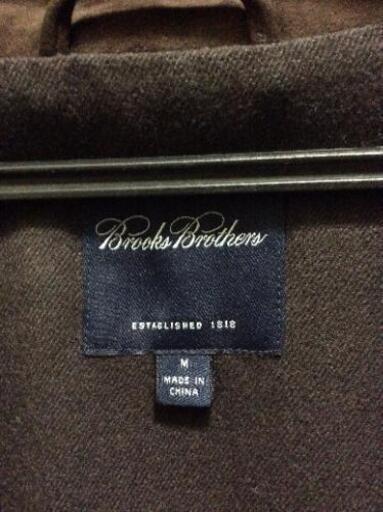 Brooks Brothers
ESTABLISHED 1818
M
MADE IN
CHINA